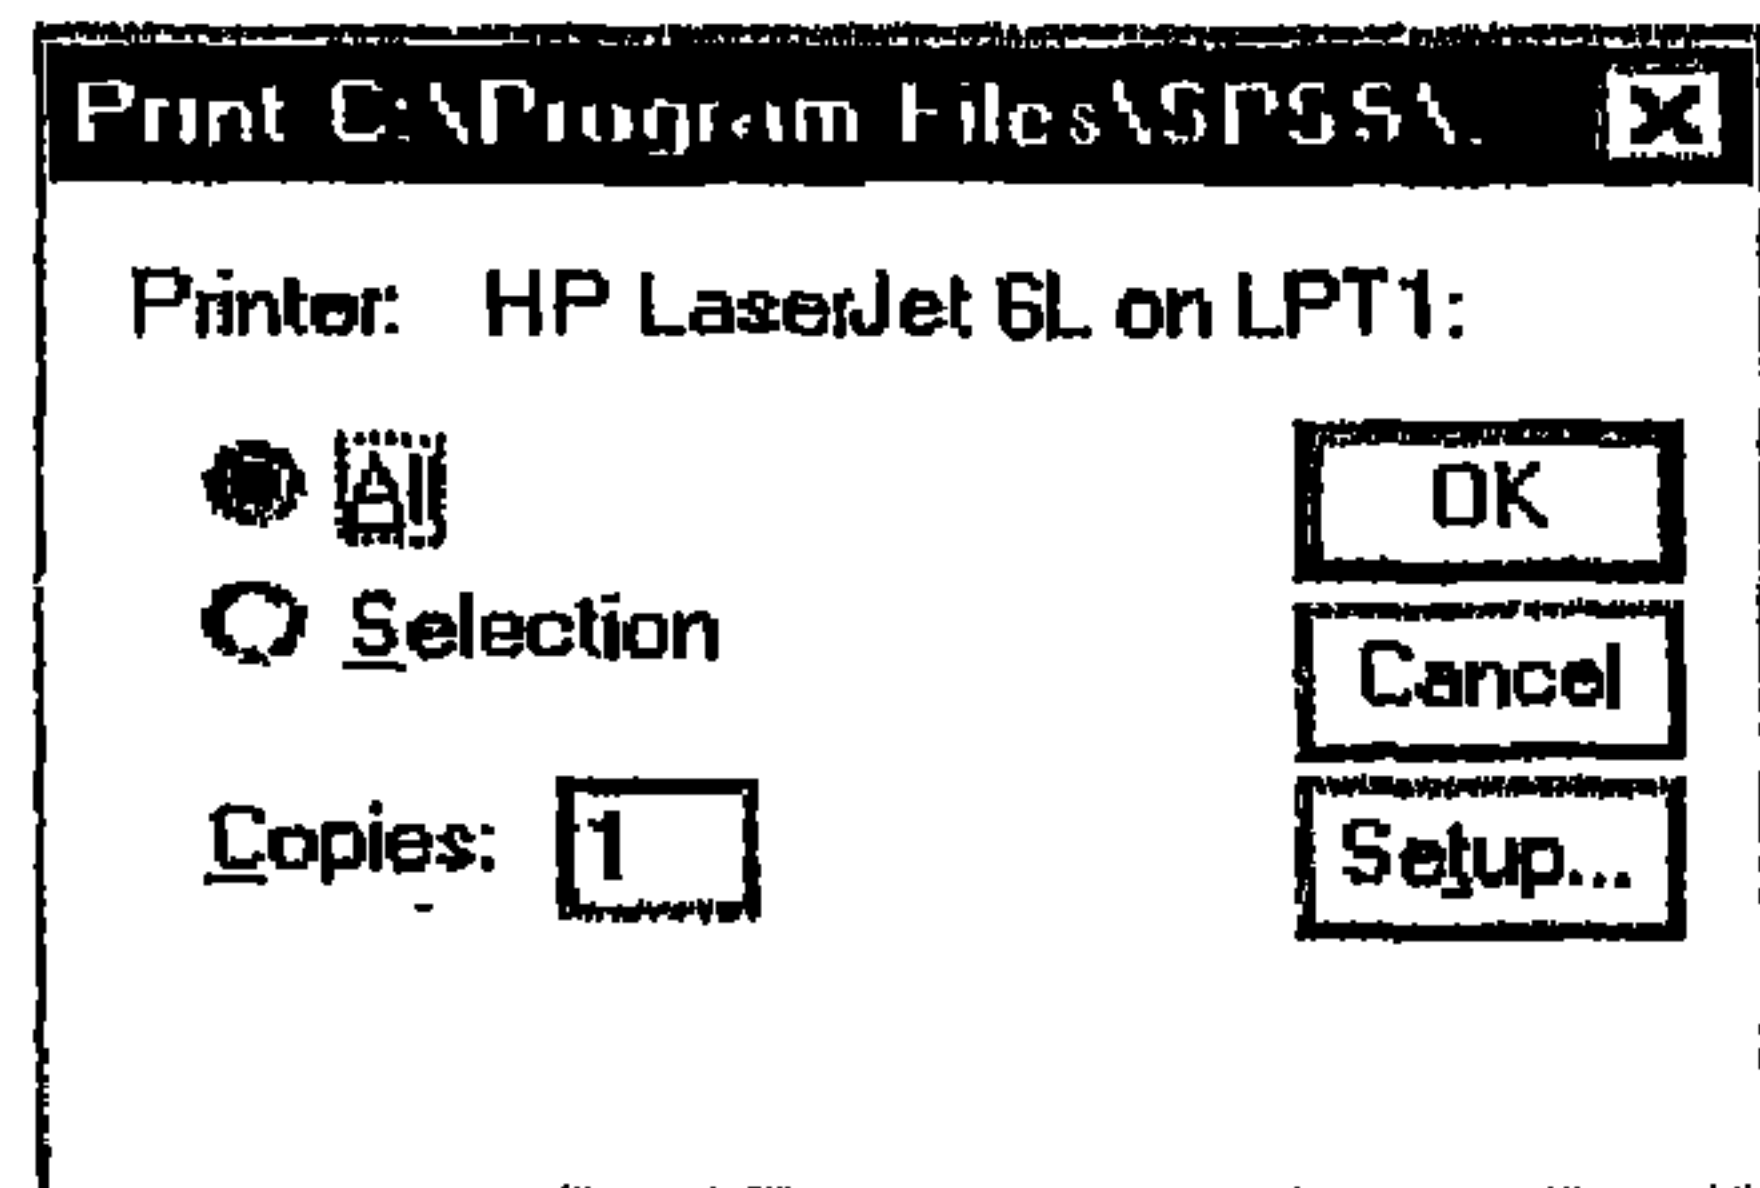 Print C:\Program Files\SPSS\.
Printer: HP LaserJet 6L on LPT1:
All
OK
Selection
Cancel
Copies: 1
Setup...